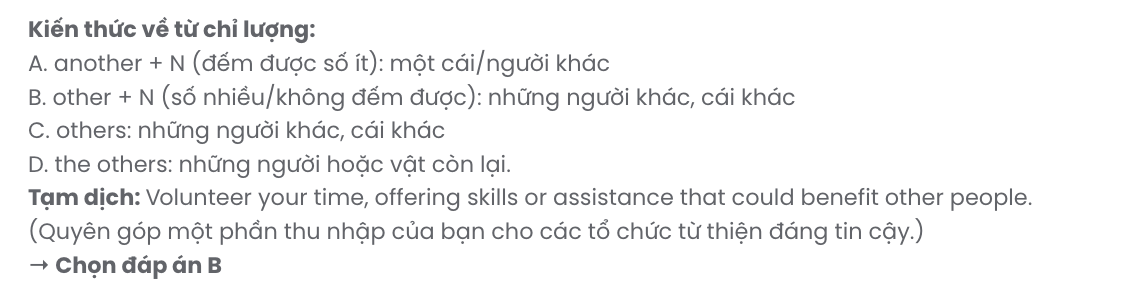 Kiến thức về từ chỉ lượng:
A. another + N (đếm được số ít): một cái/người khác
B. other + N (số nhiều/không đếm được): những người khác, cái khác
C. others: những người khác, cái khác
D. the others: những người hoặc vật còn lại.
Tạm dịch: Volunteer your time, offering skills or assistance that could benefit other people.
(Quyên góp một phần thu nhập của bạn cho các tổ chức từ thiện đáng tin cậy.)
→ Chọn đáp án B